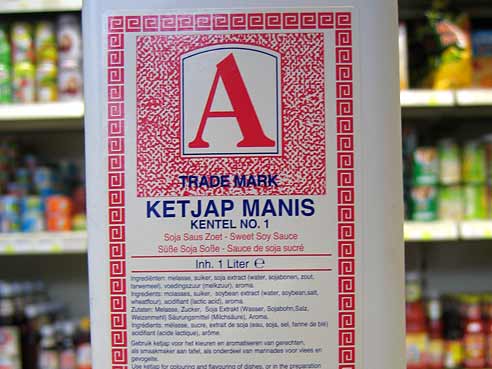 A
TRADE MARK
KETJAP MANIS
KENTEL NO. 1
Soja Saus Zoet - Sweet Soy Sauce
Süße Soja Soße - Sauce de soja sucré
Inh. 1 Liter ℮
Ingrediënten: melasse, suiker, soja extract (water, sojabonen, zout,
tarwemeel), voedingszuur (melkzuur), aroma.
Ingredients: molasses, suiker, soybean extract (water, soybean,salt,
wheatflour), acidifiant (lactic acid), aroma.
Zutaten: Melasse, Zucker, Soja Extrakt (Wasser, Sojabohn,Salz,
Weizenmehl) Säurungsmittel (Milchsäure), Aroma.
Ingrédients: mélasse, sucre, extrait de soja (eau, soja, sel, farine de blé)
acidifiant (acide lactique), arôme.
Gebruik ketjap voor het kleuren en aromatiseren van gerechten,
als smaakmaker aan tafel, als onderdeel van marinades voor vlees en
gevogelte.
Use ketjap for colouring and flavouring of dishes, or in the preparation